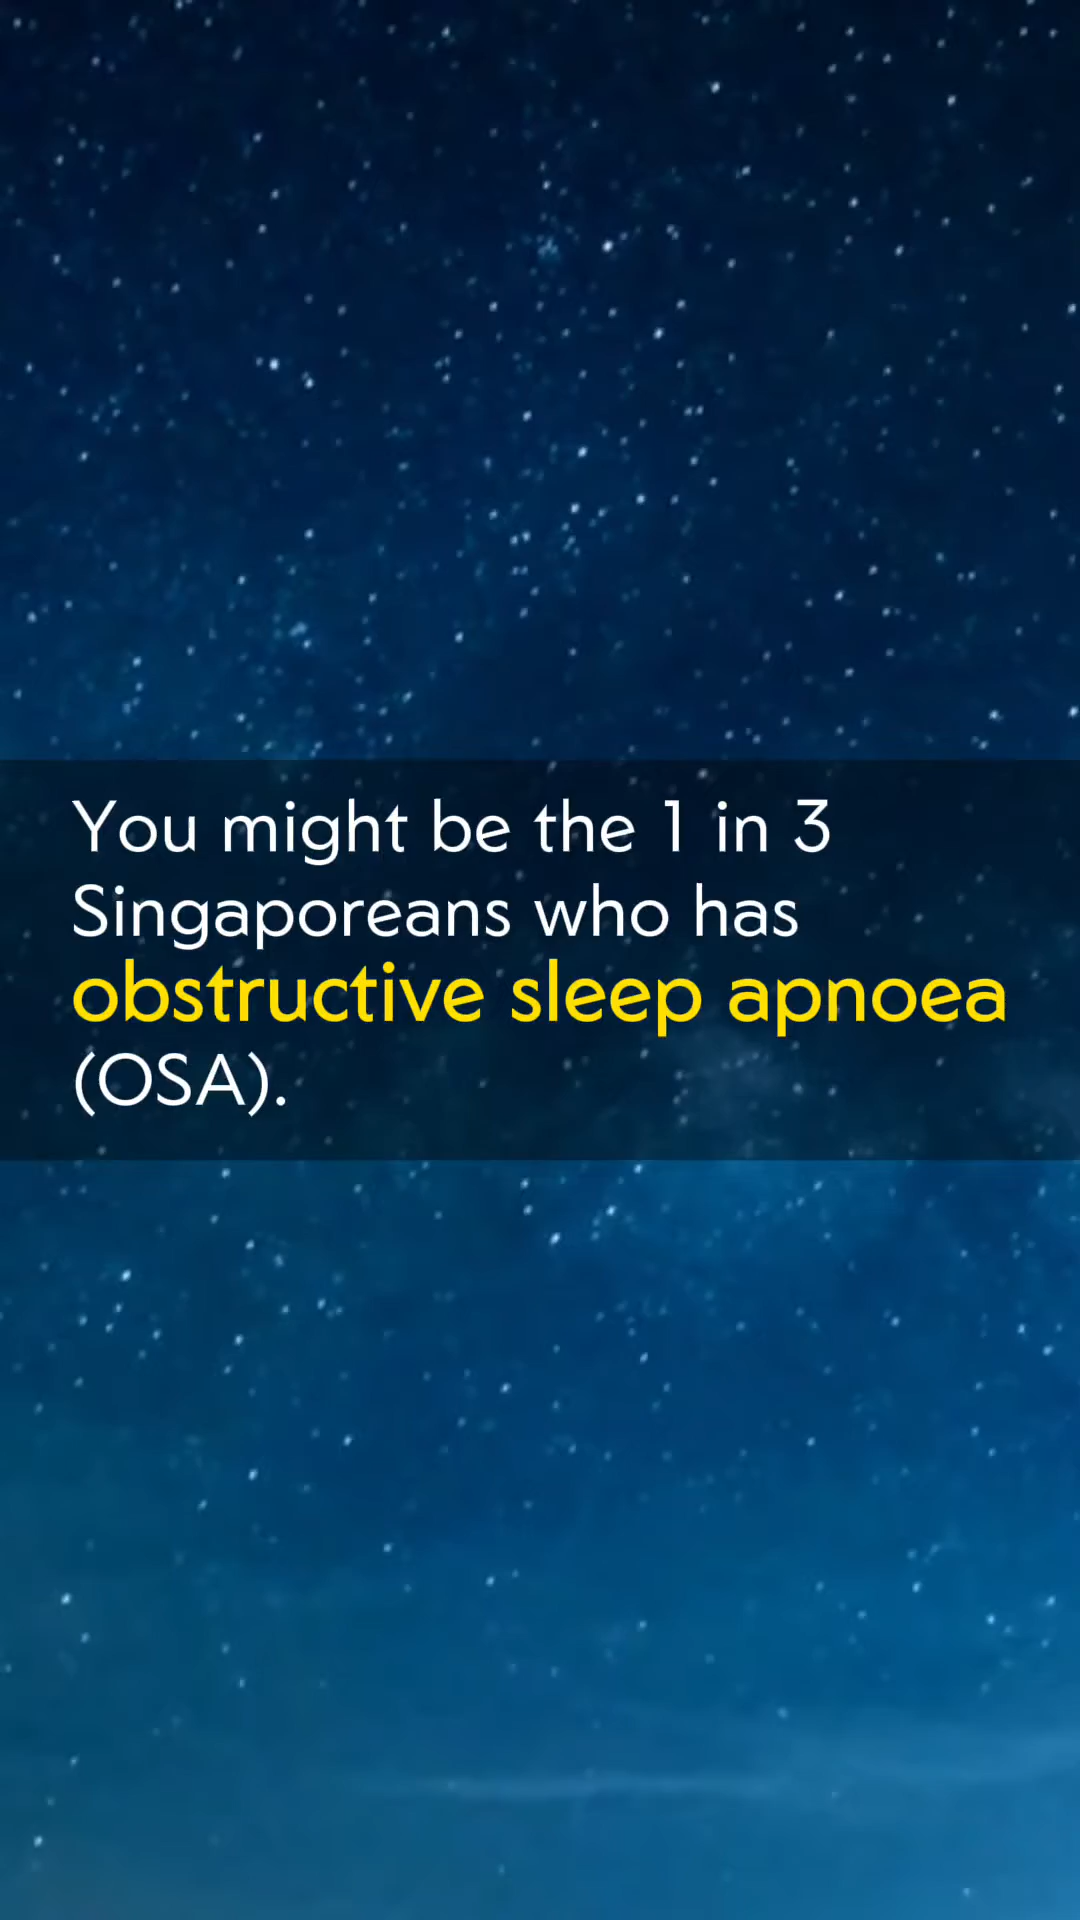 You might be the 1 in 3
Singaporeans who has
obstructive sleep apnoea
(OSA).